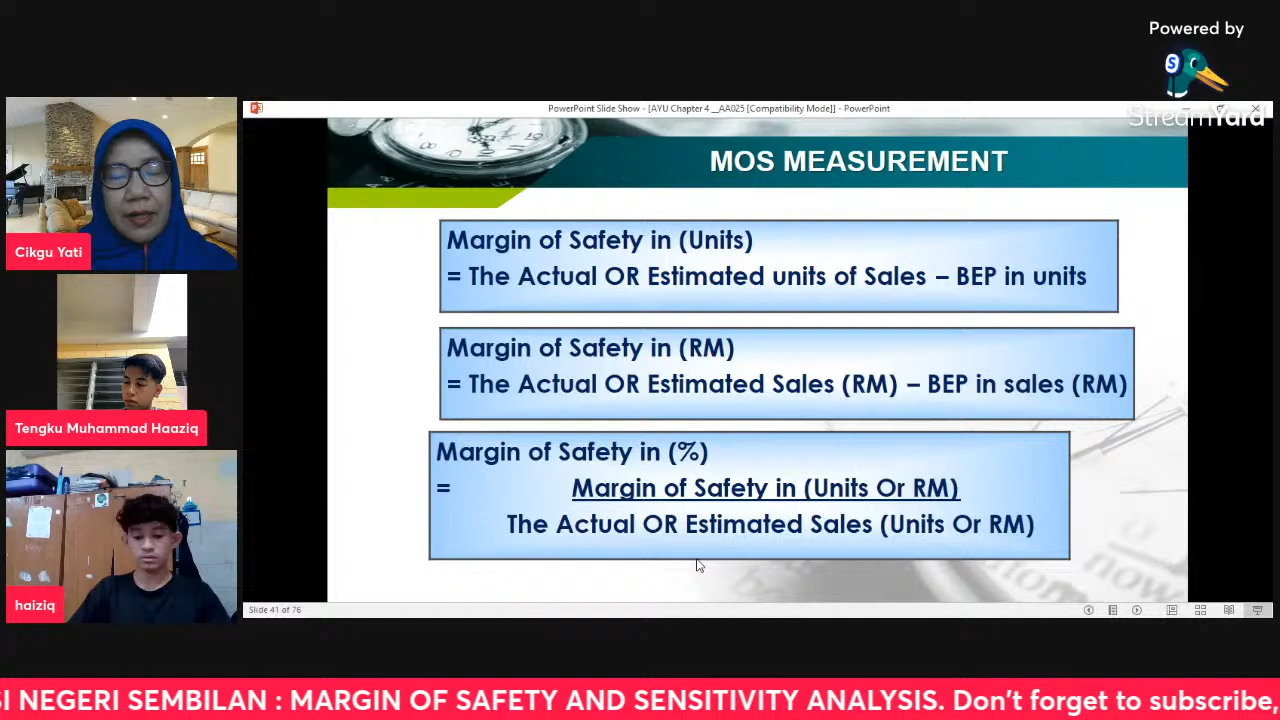 Powered by
S
StreamYard
PowerPoint Slide Show - [AYU Chapter 4 __AA025 [Compatibility Mode]] - PowerPoint
MOS MEASUREMENT
Margin of Safety in (Units)
= The Actual OR Estimated units of Sales – BEP in units
Margin of Safety in (RM)
= The Actual OR Estimated Sales (RM) – BEP in sales (RM)
Margin of Safety in (%)
= Margin of Safety in (Units Or RM)
The Actual OR Estimated Sales (Units Or RM)
Slide 41 of 76
Cikgu Yati
Tengku Muhammad Haaziq
haiziq
SI NEGERI SEMBILAN : MARGIN OF SAFETY AND SENSITIVITY ANALYSIS. Don't forget to subscribe,